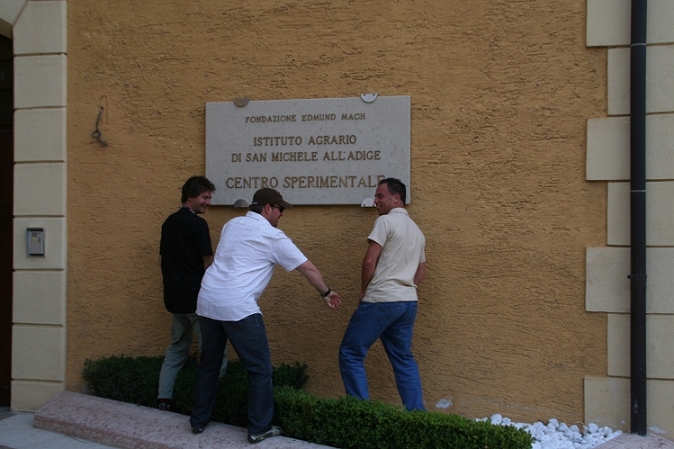 FONDAZIONE EDMUND MACH
ISTITUTO AGRARIO
DI SAN MICHELE ALL'ADIGE
CENTRO SPERIMENTALE